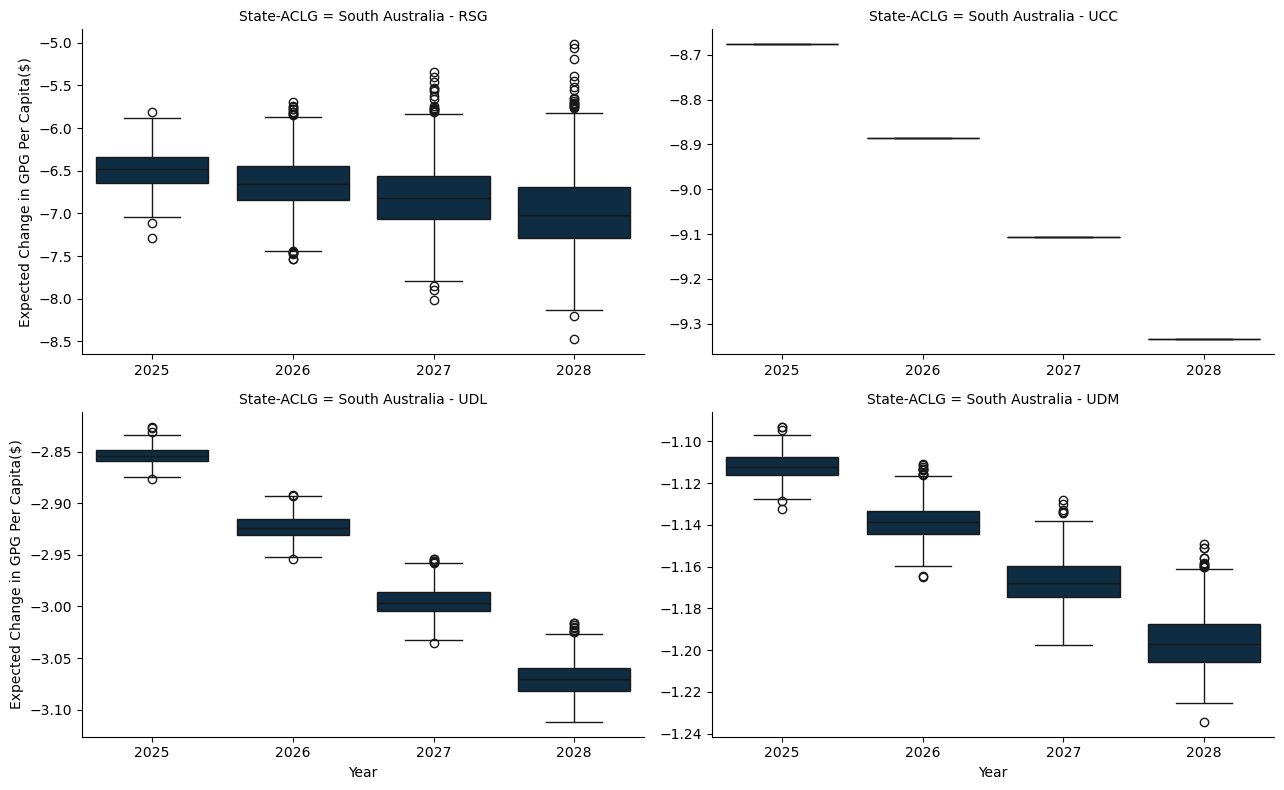 State-ACLG = South Australia - RSG
Expected Change in GPG Per Capita($)
−5.0
−5.5
−6.0
−6.5
−7.0
−7.5
−8.0
−8.5
2025 2026 2027 2028
State-ACLG = South Australia - UCC
−8.7
−8.8
−8.9
−9.0
−9.1
−9.2
−9.3
2025 2026 2027 2028
State-ACLG = South Australia - UDL
Expected Change in GPG Per Capita($)
−2.85
−2.90
−2.95
−3.00
−3.05
−3.10
2025 2026 2027 2028
Year
State-ACLG = South Australia - UDM
−1.10
−1.12
−1.14
−1.16
−1.18
−1.20
−1.22
−1.24
2025 2026 2027 2028
Year